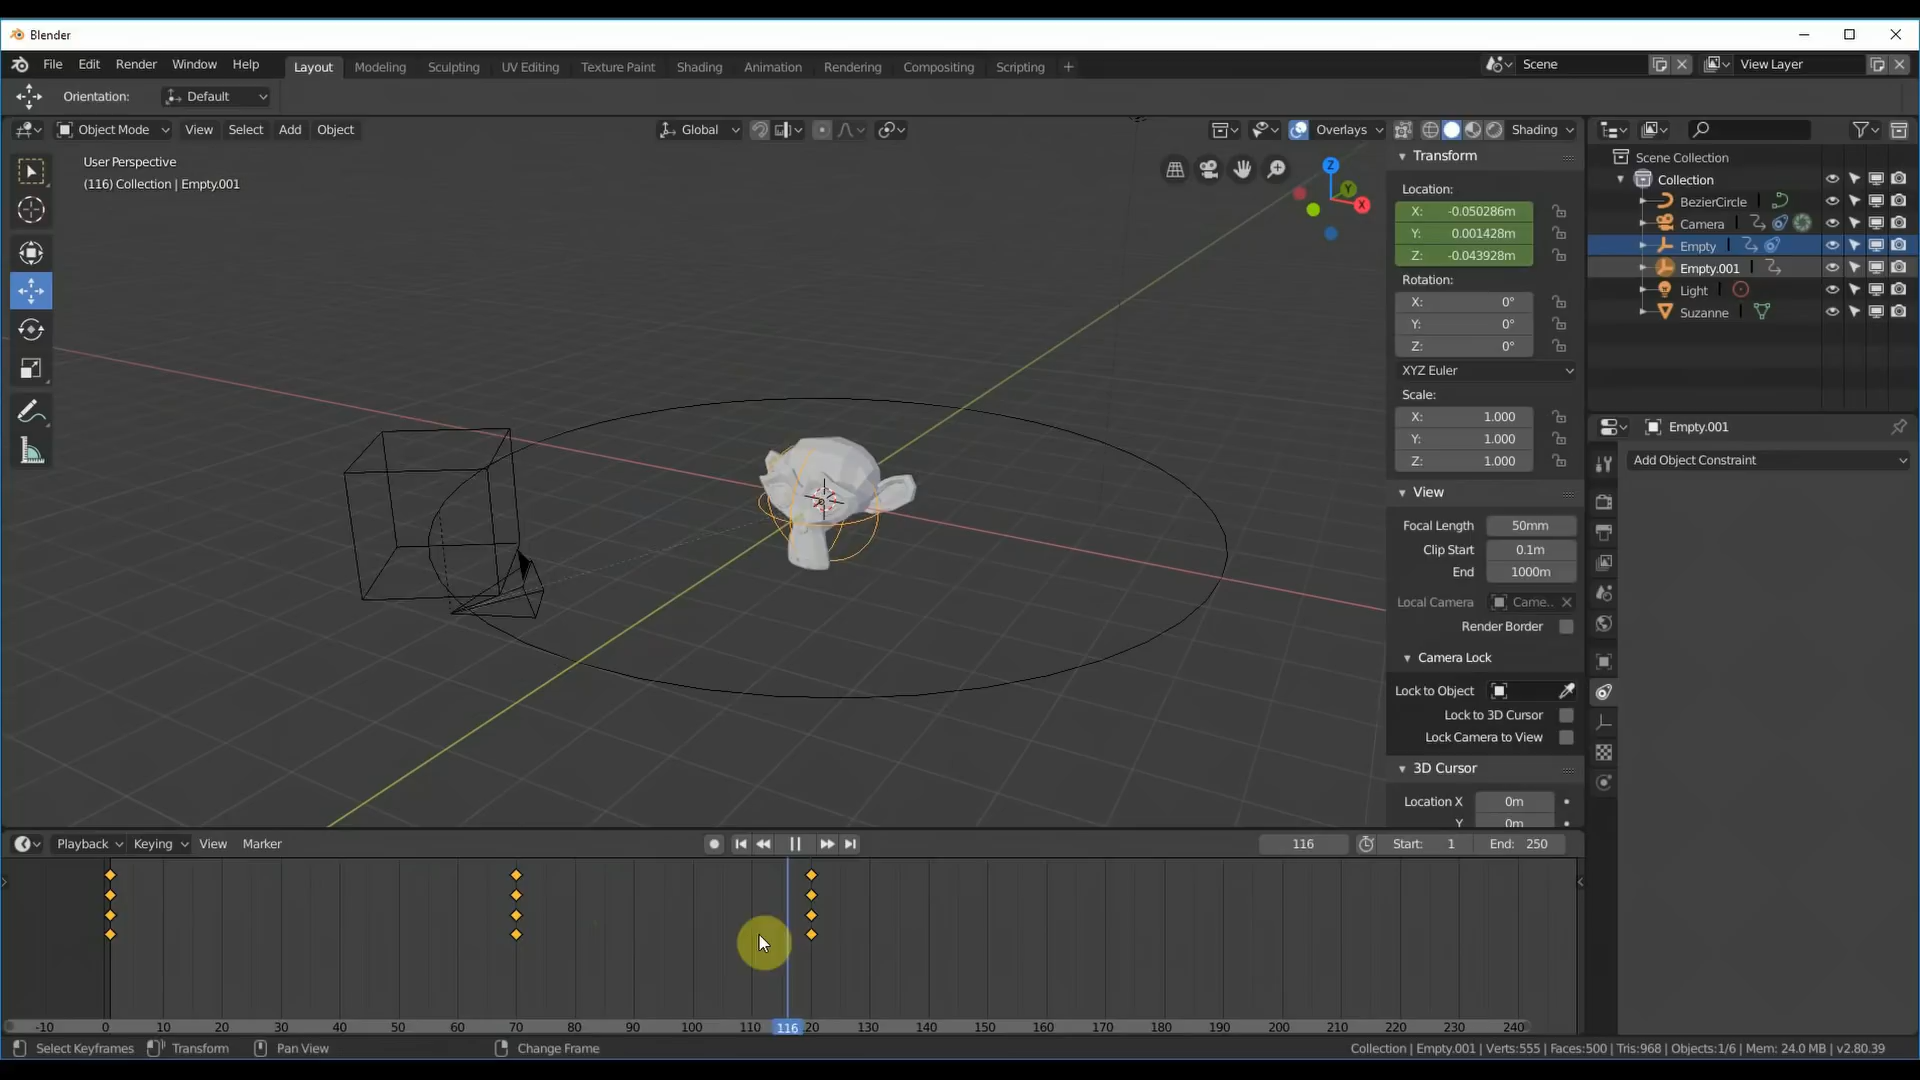 Blender
File Edit Render Window Help Layout Modeling Sculpting UV Editing Texture Paint Shading Animation Rendering Compositing Scripting + Scene View Layer
Orientation: Default
Object Mode View Select Add Object Global Overlays Shading
User Perspective
(116) Collection | Empty.001
Z
Y
X
Transform
Location:
X: -0.050286m
Y: 0.001428m
Z: -0.043928m
Rotation:
X: 0°
Y: 0°
Z: 0°
XYZ Euler
Scale:
X: 1.000
Y: 1.000
Z: 1.000
View
Focal Length 50mm
Clip Start 0.1m
End 1000m
Local Camera Came..
Render Border
Camera Lock
Lock to Object
Lock to 3D Cursor
Lock Camera to View
3D Cursor
Location X 0m
Y 0m
Scene Collection
Collection
BezierCircle
Camera
Empty
Empty.001
Light
Suzanne
Empty.001
Add Object Constraint
Playback Keying View Marker 116 Start: 1 End: 250
-10 0 10 20 30 40 50 60 70 80 90 100 110 116 20 130 140 150 160 170 180 190 200 210 220 230 240
Select Keyframes Transform Pan View Change Frame Collection | Empty.001 | Verts:555 | Faces:500 | Tris:968 | Objects:1/6 | Mem: 24.0 MB | v2.80.39